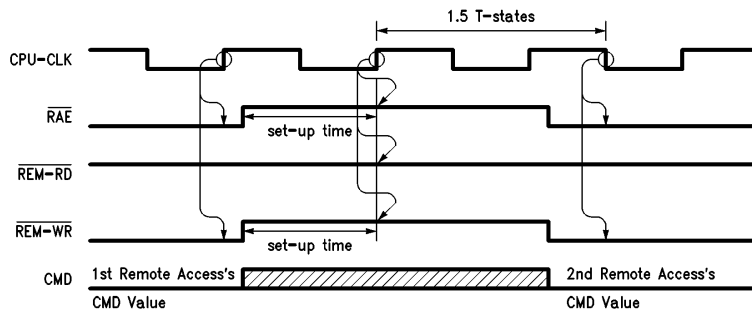 1.5 T-states
CPU-CLK
RAE
set-up time
REM-RD
REM-WR
set-up time
CMD
1st Remote Access's
CMD Value
2nd Remote Access's
CMD Value